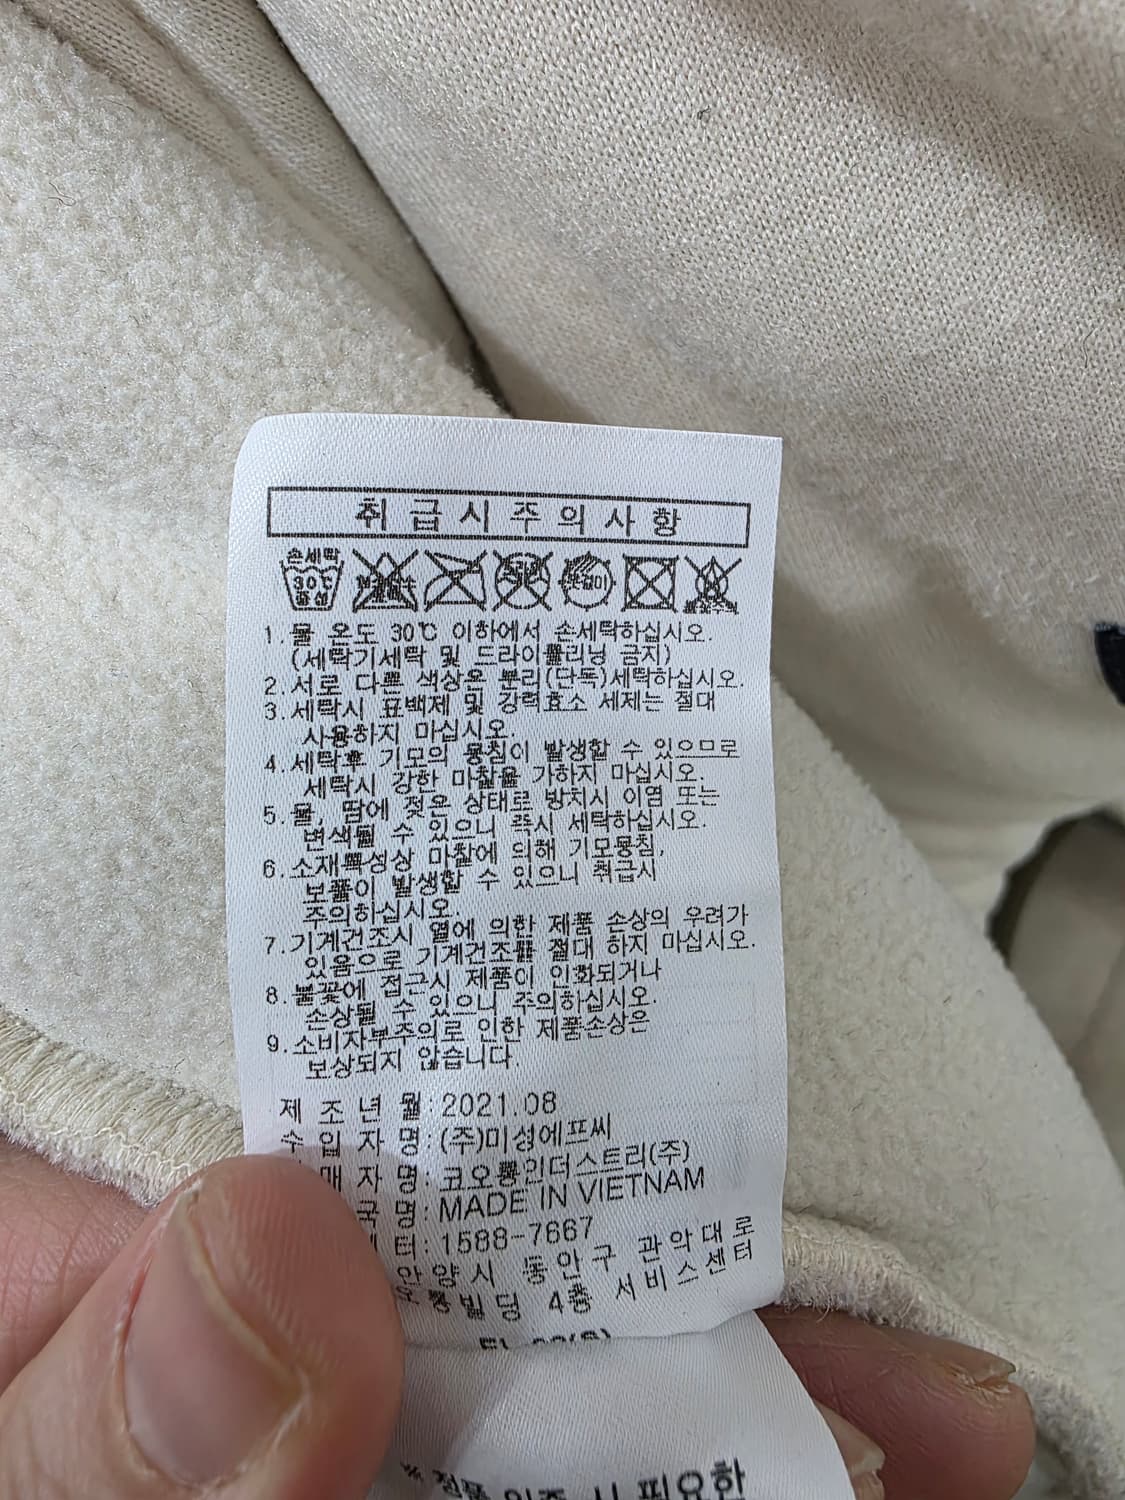 취급시주의사항
손세탁
30℃
중성
옷걸이
1.물 온도 30℃ 이하에서 손세탁하십시오.
(세탁기세탁 및 드라이클리닝 금지)
2.서로 다른 색상은 분리(단독)세탁하십시오.
3.세탁시 표백제 및 강력효소 세제는 절대
사용하지 마십시오.
4.세탁후 기모의 뭉침이 발생할 수 있으므로
세탁시 강한 마찰을 가하지 마십시오.
5.물, 땀에 젖은 상태로 방치시 이염 또는
변색될 수 있으니 즉시 세탁하십시오.
6.소재특성상 마찰에 의해 기모뭉침,
보풀이 발생할 수 있으니 취급시
주의하십시오.
7.기계건조시 열에 의한 제품 손상의 우려가
있음으로 기계건조를 절대 하지 마십시오.
8.불꽃에 접근시 제품이 인화되거나
손상될 수 있으니 주의하십시오.
9.소비자부주의로 인한 제품손상은
보상되지 않습니다.
제 조 년 월:2021.08
수 입 자 명:(주)미성에프씨
매 자 명:코오롱인더스트리(주)
국 명:MADE IN VIETNAM
터:1588-7667
안양시 동안구 관악대로
오롱빌딩 4층 서비스센터
※ 정품 인증 시 필요한